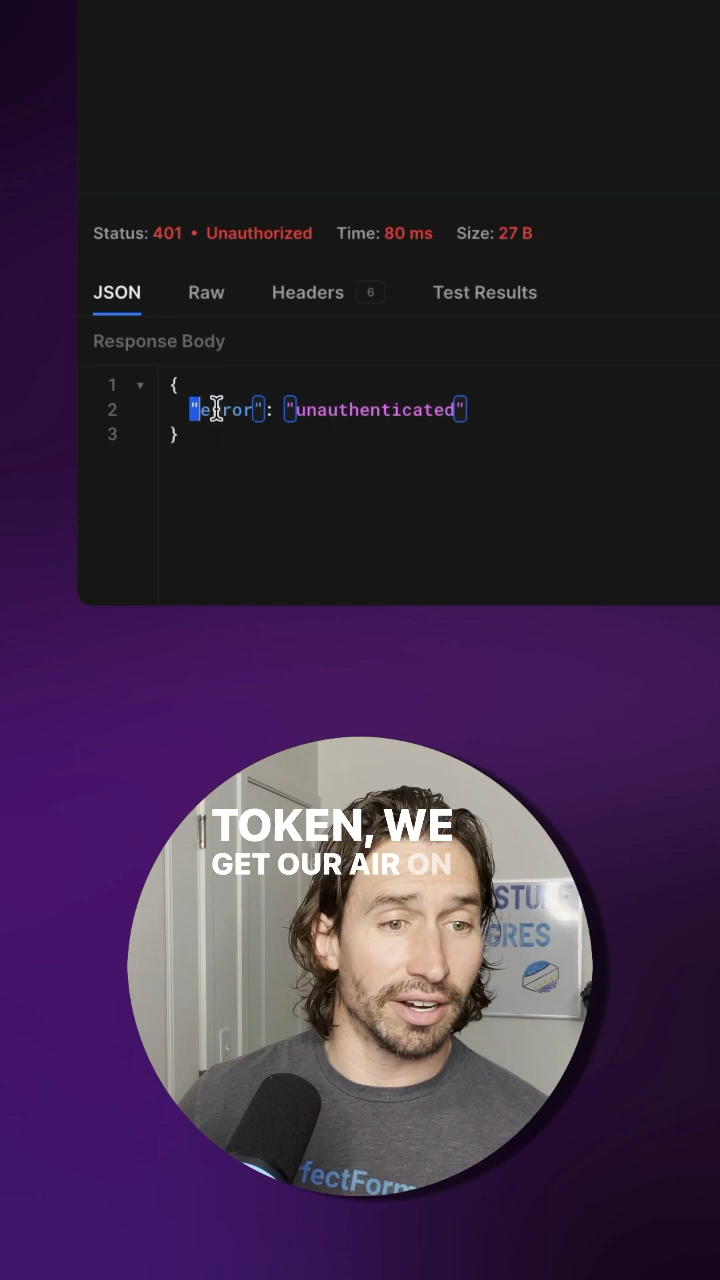 Status: 401 • Unauthorized Time: 80 ms Size: 27 B
JSON Raw Headers 6 Test Results
Response Body
1 {
2 "error": "unauthenticated"
3 }
TOKEN, WE
GET OUR AIR ON
GRES